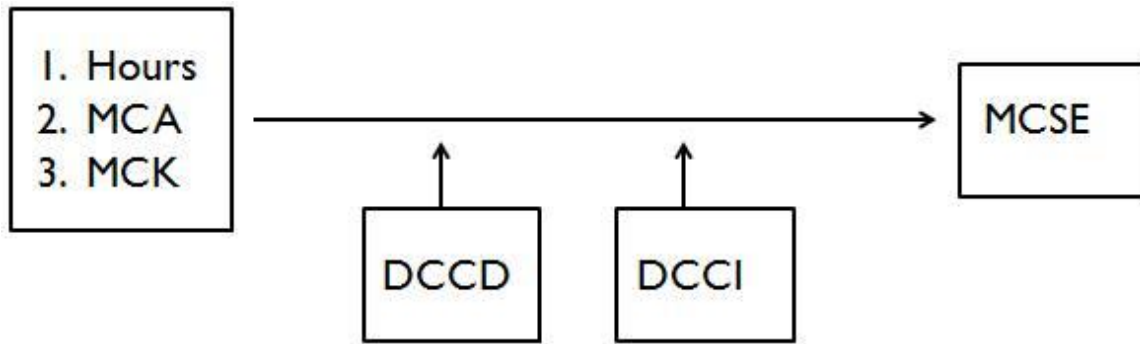 1. Hours
2. MCA
3. MCK
MCSE
DCCD
DCCI